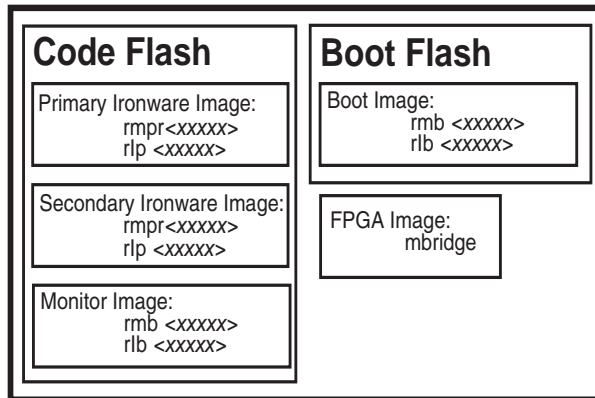 Code Flash
Primary Ironware Image:
rmpr<xxxxx>
rlp <xxxxx>
Secondary Ironware Image:
rmpr<xxxxx>
rlp <xxxxx>
Monitor Image:
rmb <xxxxx>
rlb <xxxxx>
Boot Flash
Boot Image:
rmb <xxxxx>
rlb <xxxxx>
FPGA Image:
mbridge